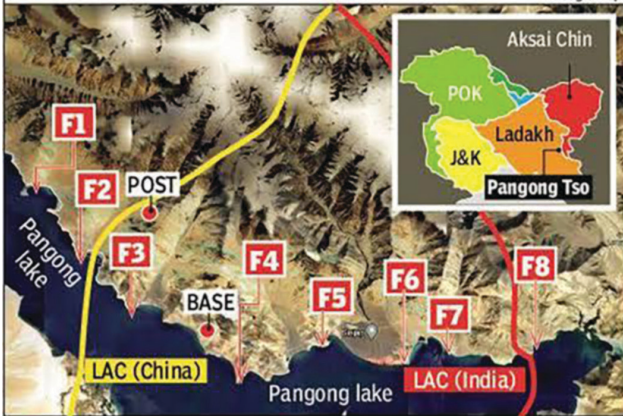 Aksai Chin
POK
Ladakh
J&K
Pangong Tso
F1
F2
POST
Pangong
lake
F3
F4
BASE
F5
F6
F7
F8
LAC (China)
Pangong lake
LAC (India)